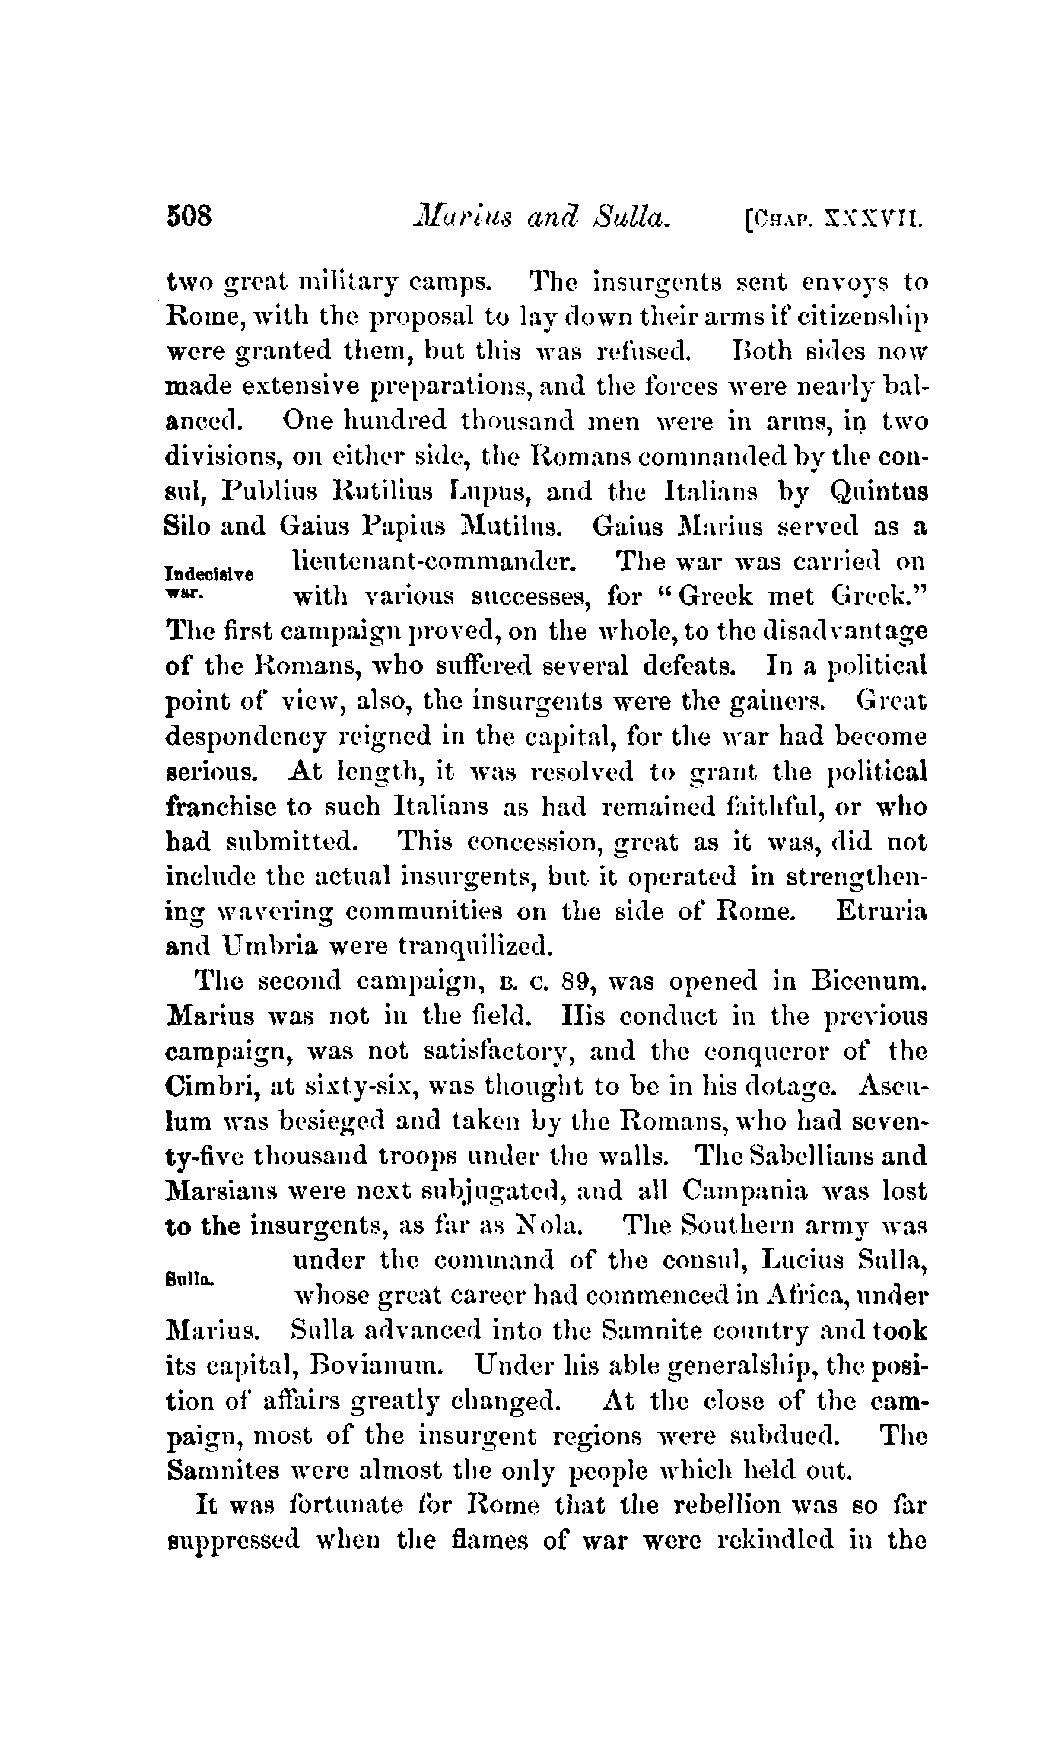 508 Marius and Sulla. [CHAP. XXXVII.
two great military camps. The insurgents sent envoys to
Rome, with the proposal to lay down their arms if citizenship
were granted them, but this was refused. Both sides now
made extensive preparations, and the forces were nearly bal-
anced. One hundred thousand men were in arms, in two
divisions, on either side, the Romans commanded by the con-
sul, Publius Rutilius Lupus, and the Italians by Quintus
Silo and Gaius Papius Mutilus. Gaius Marius served as a
Indecisive war.
lieutenant-commander. The war was carried on
with various successes, for "Greek met Greek."
The first campaign proved, on the whole, to the disadvantage
of the Romans, who suffered several defeats. In a political
point of view, also, the insurgents were the gainers. Great
despondency reigned in the capital, for the war had become
serious. At length, it was resolved to grant the political
franchise to such Italians as had remained faithful, or who
had submitted. This concession, great as it was, did not
include the actual insurgents, but it operated in strengthen-
ing wavering communities on the side of Rome. Etruria
and Umbria were tranquilized.
The second campaign, B. C. 89, was opened in Bicenum.
Marius was not in the field. His conduct in the previous
campaign, was not satisfactory, and the conqueror of the
Cimbri, at sixty-six, was thought to be in his dotage. Ascu-
lum was besieged and taken by the Romans, who had seven-
ty-five thousand troops under the walls. The Sabellians and
Marsians were next subjugated, and all Campania was lost
to the insurgents, as far as Nola. The Southern army was
Sulla.
under the command of the consul, Lucius Sulla,
whose great career had commenced in Africa, under
Marius. Sulla advanced into the Samnite country and took
its capital, Bovianum. Under his able generalship, the posi-
tion of affairs greatly changed. At the close of the cam-
paign, most of the insurgent regions were subdued. The
Samnites were almost the only people which held out.
It was fortunate for Rome that the rebellion was so far
suppressed when the flames of war were rekindled in the